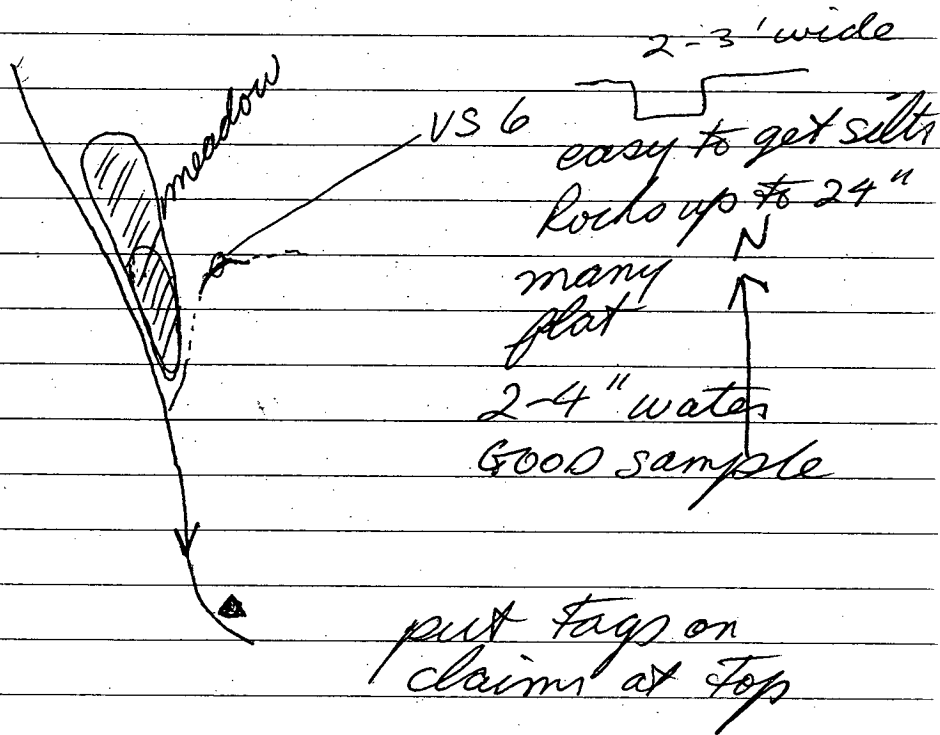 2-3' wide
meadow
VS 6
easy to get silts
Rocks up to 24"
N
many
flat
2-4" water
GOOD sample
put Tags on
claims at Top